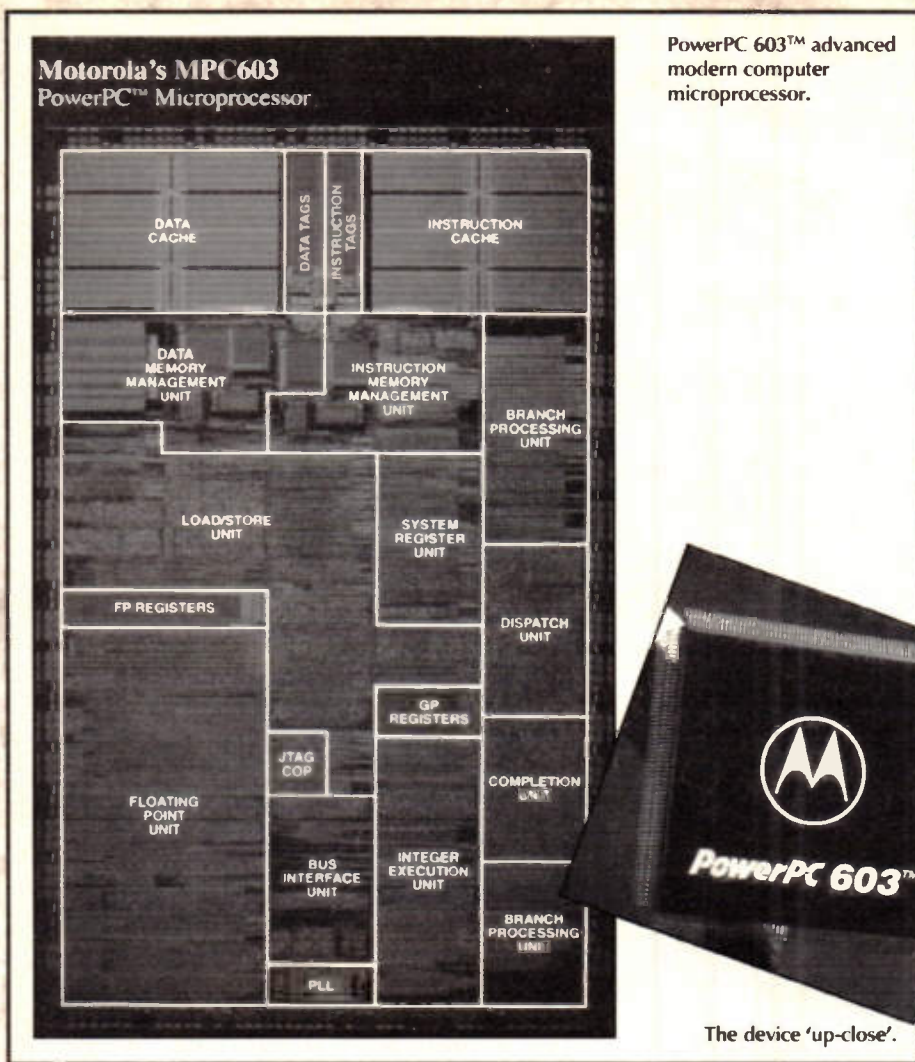 Motorola's MPC603
PowerPC™ Microprocessor
PowerPC 603™ advanced
modern computer
microprocessor.
DATA
CACHE
DATA TAGS
INSTRUCTION
TAGS
INSTRUCTION
CACHE
DATA
MEMORY
MANAGEMENT
UNIT
INSTRUCTION
MEMORY
MANAGEMENT
UNIT
BRANCH
PROCESSING
UNIT
LOAD/STORE
UNIT
SYSTEM
REGISTER
UNIT
FP REGISTERS
DISPATCH
UNIT
GP
REGISTERS
JTAG
COP
FLOATING
POINT
UNIT
COMPLETION
UNIT
BUS
INTERFACE
UNIT
INTEGER
EXECUTION
UNIT
BRANCH
PROCESSING
UNIT
PLL
PowerPC 603™
The device 'up-close'.